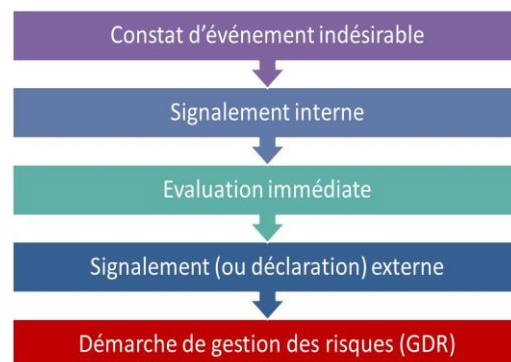 Constat d’événement indésirable
Signalement interne
Evaluation immédiate
Signalement (ou déclaration) externe
Démarche de gestion des risques (GDR)